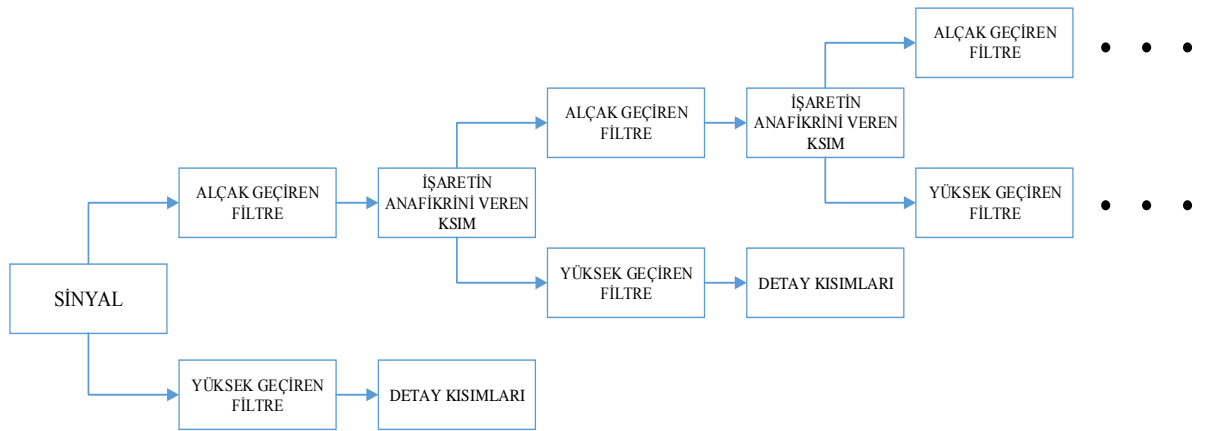 ALÇAK GEÇİREN
FİLTRE
ALÇAK GEÇİREN
FİLTRE
İŞARETİN
ANAFİKRİNİ VEREN
KSIM
ALÇAK GEÇİREN
FİLTRE
İŞARETİN
ANAFİKRİNİ VEREN
KSIM
YÜKSEK GEÇİREN
FİLTRE
SİNYAL
YÜKSEK GEÇİREN
FİLTRE
DETAY KISIMLARI
YÜKSEK GEÇİREN
FİLTRE
DETAY KISIMLARI